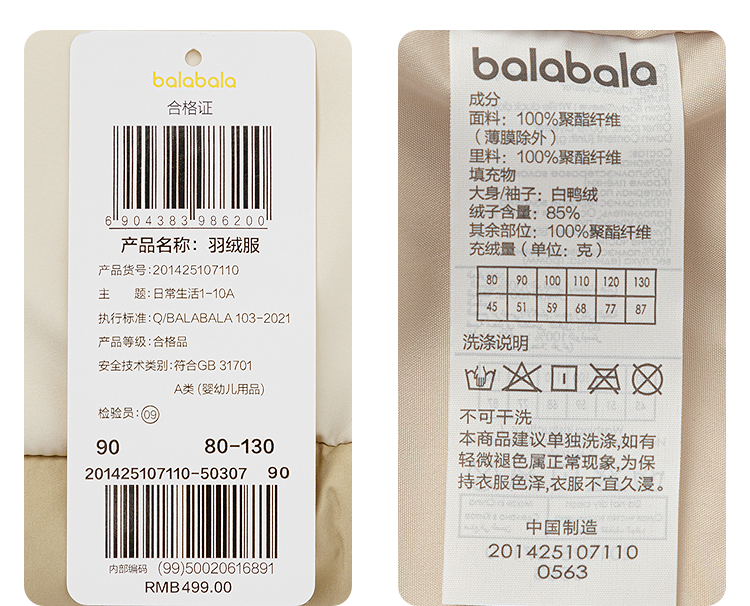 balabala
合格证
6 904383 986200
产品名称：羽绒服
产品货号:201425107110
主 题:日常生活1-10A
执行标准:Q/BALABALA 103-2021
产品等级:合格品
安全技术类别:符合GB 31701
A类 (婴幼儿用品)
检验员:09
90 80-130
201425107110-50307 90
内部编码 (99)50020616891
RMB499.00
balabala
成分
面料：100%聚酯纤维
（薄膜除外）
里料：100%聚酯纤维
填充物
大身/袖子：白鸭绒
绒子含量：85%
其余部位：100%聚酯纤维
充绒量（单位：克）
80 90 100 110 120 130
45 51 59 68 77 87
洗涤说明
不可干洗
本商品建议单独洗涤,如有
轻微褪色属正常现象,为保
持衣服色泽,衣服不宜久浸。
中国制造
201425107110
0563